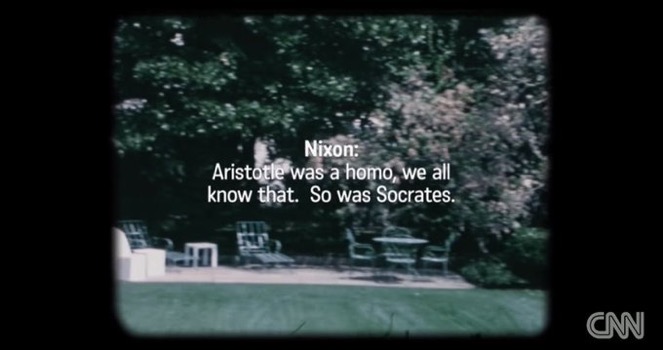 Nixon:
Aristotle was a homo, we all
know that.  So was Socrates.
CNN